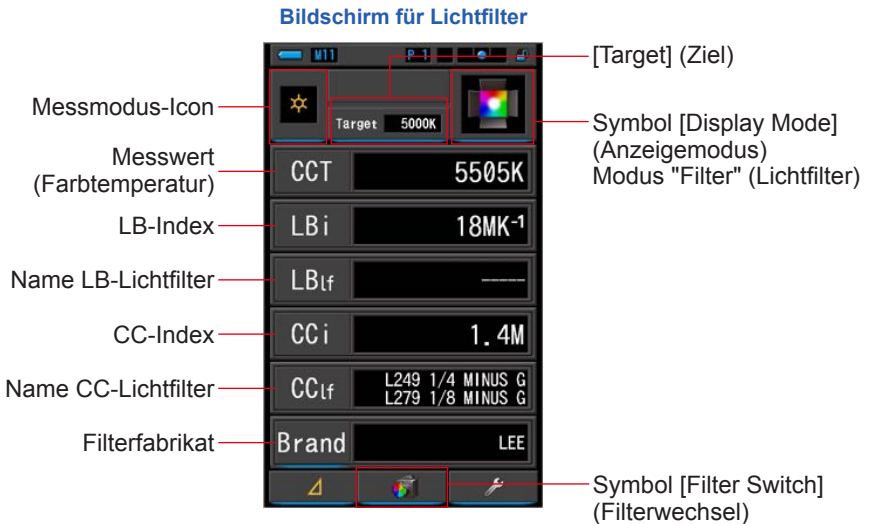 Bildschirm für Lichtfilter
M11 P 1
[Target] (Ziel)
Messmodus-Icon
Target 5000K
Symbol [Display Mode]
(Anzeigemodus)
Modus "Filter" (Lichtfilter)
Messwert
(Farbtemperatur)
CCT 5505K
LB-Index
LBi 18MK⁻¹
Name LB-Lichtfilter
LBlf -----
CC-Index
CCi 1.4M
Name CC-Lichtfilter
CClf L249 1/4 MINUS G
L279 1/8 MINUS G
Filterfabrikat
Brand LEE
Symbol [Filter Switch]
(Filterwechsel)